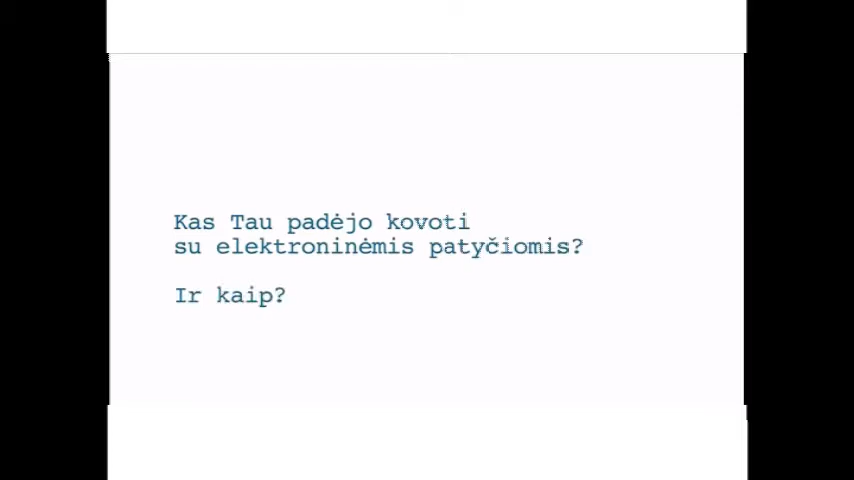 Kas Tau padėjo kovoti
su elektroninėmis patyčiomis?
Ir kaip?